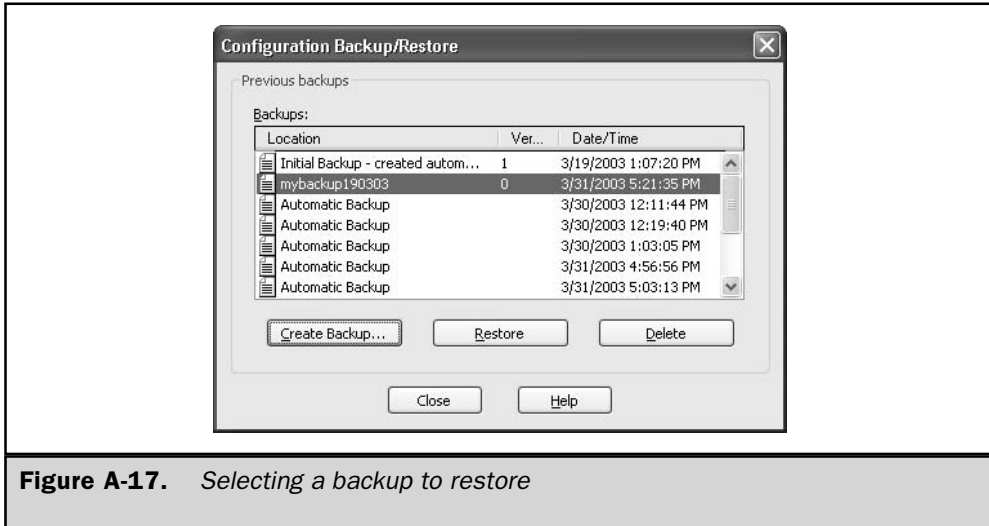 Configuration Backup/Restore
Previous backups
Backups:
Location Ver... Date/Time
Initial Backup - created autom... 1 3/19/2003 1:07:20 PM
mybackup190303 0 3/31/2003 5:21:35 PM
Automatic Backup 3/30/2003 12:11:44 PM
Automatic Backup 3/30/2003 12:19:40 PM
Automatic Backup 3/30/2003 1:03:05 PM
Automatic Backup 3/31/2003 4:56:56 PM
Automatic Backup 3/31/2003 5:03:13 PM
Create Backup... Restore Delete
Close Help
Figure A-17. Selecting a backup to restore